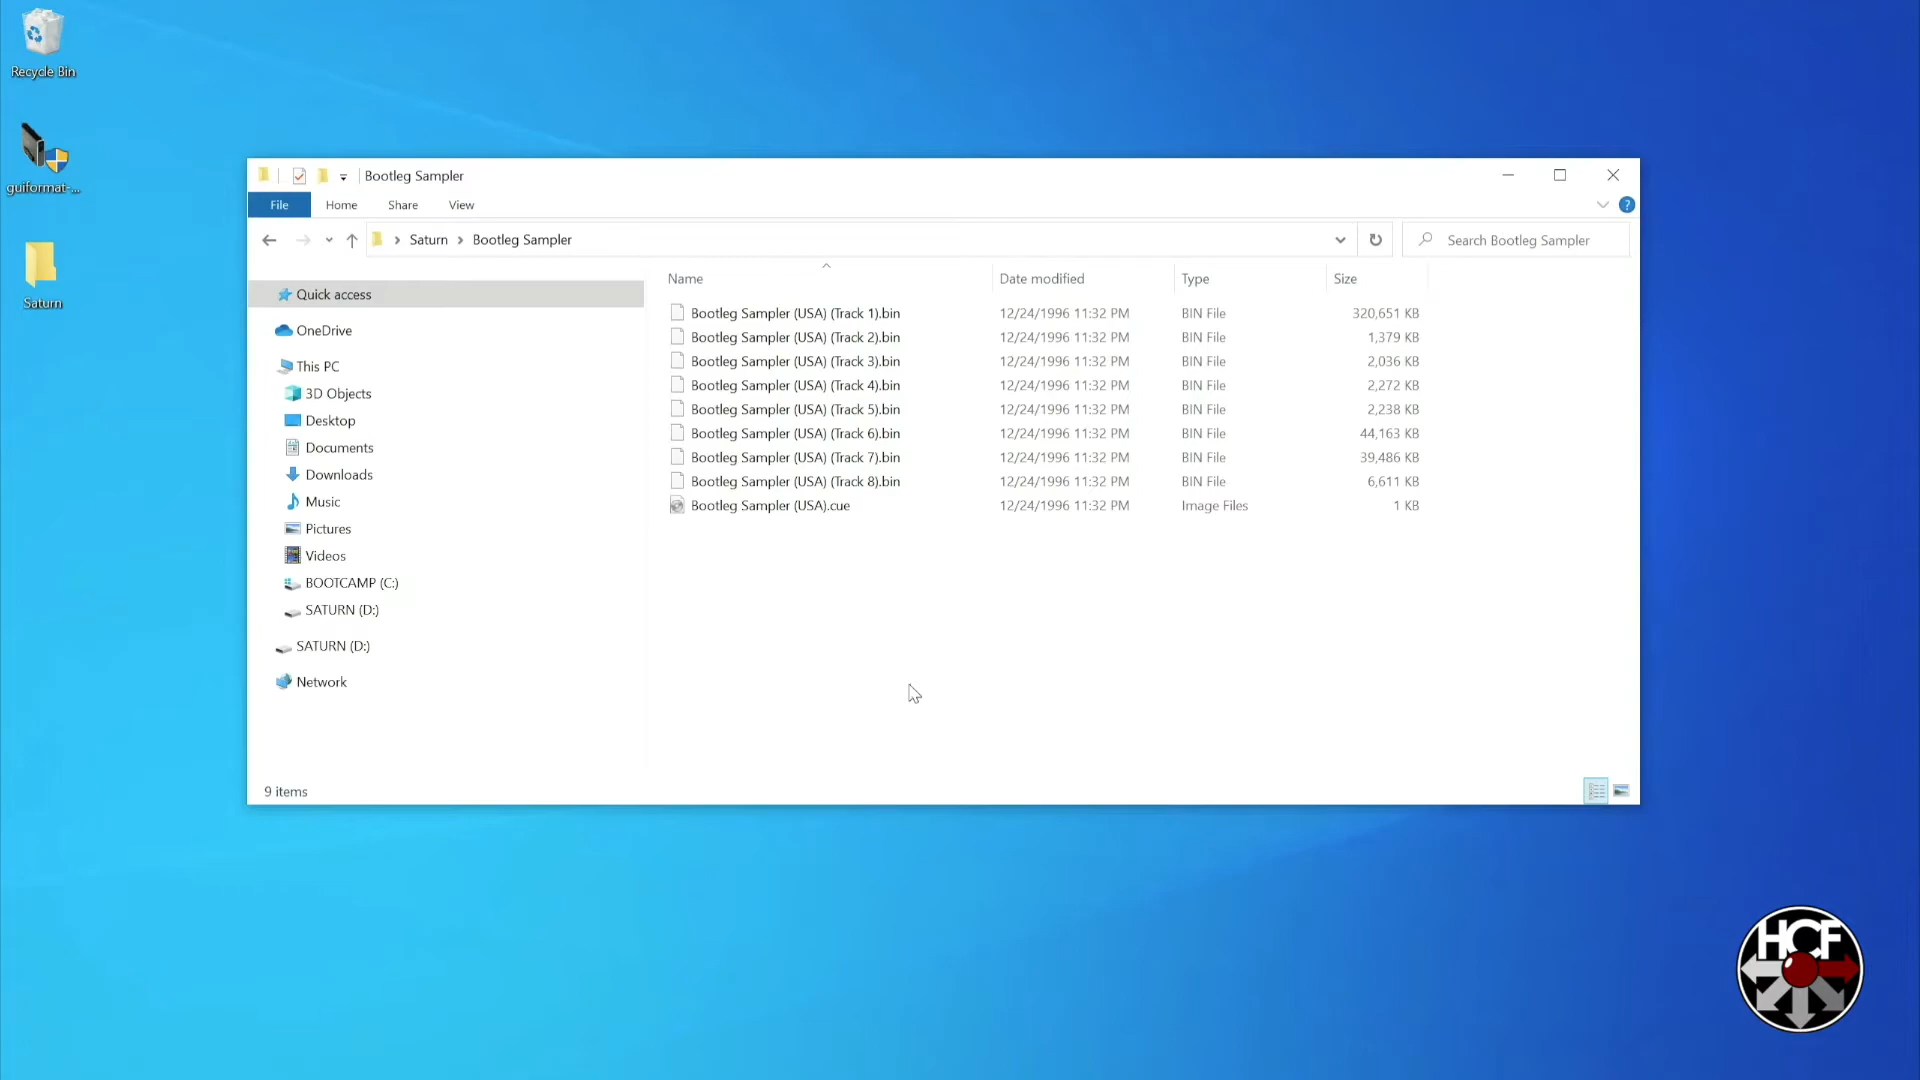 Recycle Bin
guiformat-...
Saturn
Bootleg Sampler
File Home Share View
Saturn Bootleg Sampler
Search Bootleg Sampler
Name Date modified Type Size
Quick access
OneDrive
This PC
3D Objects
Desktop
Documents
Downloads
Music
Pictures
Videos
BOOTCAMP (C:)
SATURN (D:)
SATURN (D:)
Network
Bootleg Sampler (USA) (Track 1).bin 12/24/1996 11:32 PM BIN File 320,651 KB
Bootleg Sampler (USA) (Track 2).bin 12/24/1996 11:32 PM BIN File 1,379 KB
Bootleg Sampler (USA) (Track 3).bin 12/24/1996 11:32 PM BIN File 2,036 KB
Bootleg Sampler (USA) (Track 4).bin 12/24/1996 11:32 PM BIN File 2,272 KB
Bootleg Sampler (USA) (Track 5).bin 12/24/1996 11:32 PM BIN File 2,238 KB
Bootleg Sampler (USA) (Track 6).bin 12/24/1996 11:32 PM BIN File 44,163 KB
Bootleg Sampler (USA) (Track 7).bin 12/24/1996 11:32 PM BIN File 39,486 KB
Bootleg Sampler (USA) (Track 8).bin 12/24/1996 11:32 PM BIN File 6,611 KB
Bootleg Sampler (USA).cue 12/24/1996 11:32 PM Image Files 1 KB
9 items
HCF